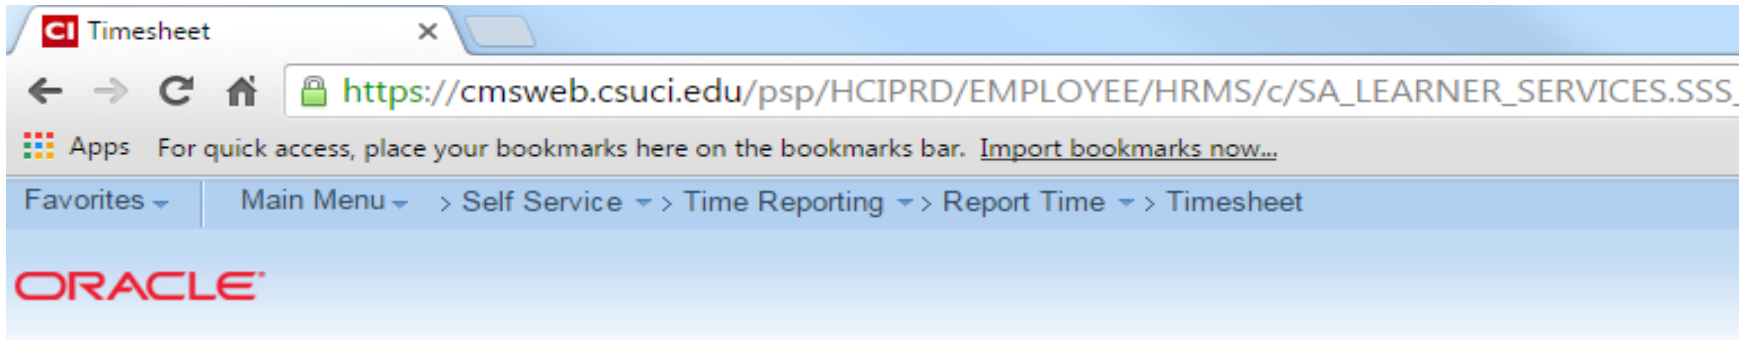 CI Timesheet
https://cmsweb.csuci.edu/psp/HCIPRD/EMPLOYEE/HRMS/c/SA_LEARNER_SERVICES.SSS_
Apps For quick access, place your bookmarks here on the bookmarks bar. Import bookmarks now...
Favorites Main Menu > Self Service > Time Reporting > Report Time > Timesheet
ORACLE